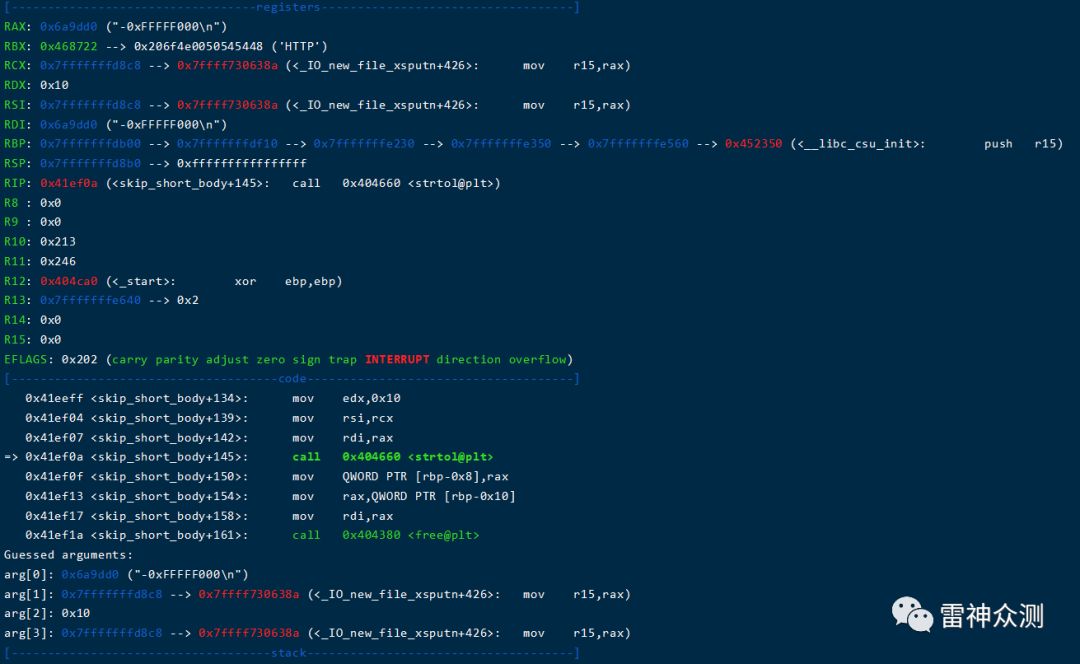 [----------------------------------registers-----------------------------------]
RAX: 0x6a9dd0 ("-0xFFFFF000\n")
RBX: 0x468722 --> 0x206f4e0050545448 ('HTTP')
RCX: 0x7fffffffd8c8 --> 0x7ffff730638a (<_IO_new_file_xsputn+426>: mov r15,rax)
RDX: 0x10
RSI: 0x7fffffffd8c8 --> 0x7ffff730638a (<_IO_new_file_xsputn+426>: mov r15,rax)
RDI: 0x6a9dd0 ("-0xFFFFF000\n")
RBP: 0x7fffffffdb00 --> 0x7fffffffdf10 --> 0x7fffffffe230 --> 0x7fffffffe350 --> 0x7fffffffe560 --> 0x452350 (<__libc_csu_init>: push r15)
RSP: 0x7fffffffd8b0 --> 0xffffffffffffffff
RIP: 0x41ef0a (<skip_short_body+145>: call 0x404660 <strtol@plt>)
R8 : 0x0
R9 : 0x0
R10: 0x213
R11: 0x246
R12: 0x404ca0 (<_start>: xor ebp,ebp)
R13: 0x7fffffffe640 --> 0x2
R14: 0x0
R15: 0x0
EFLAGS: 0x202 (carry parity adjust zero sign trap INTERRUPT direction overflow)
[-------------------------------------code-------------------------------------]
0x41eeff <skip_short_body+134>: mov edx,0x10
0x41ef04 <skip_short_body+139>: mov rsi,rcx
0x41ef07 <skip_short_body+142>: mov rdi,rax
=> 0x41ef0a <skip_short_body+145>: call 0x404660 <strtol@plt>
0x41ef0f <skip_short_body+150>: mov QWORD PTR [rbp-0x8],rax
0x41ef13 <skip_short_body+154>: mov rax,QWORD PTR [rbp-0x10]
0x41ef17 <skip_short_body+158>: mov rdi,rax
0x41ef1a <skip_short_body+161>: call 0x404380 <free@plt>
Guessed arguments:
arg[0]: 0x6a9dd0 ("-0xFFFFF000\n")
arg[1]: 0x7fffffffd8c8 --> 0x7ffff730638a (<_IO_new_file_xsputn+426>: mov r15,rax)
arg[2]: 0x10
arg[3]: 0x7fffffffd8c8 --> 0x7ffff730638a (<_IO_new_file_xsputn+426>: mov r15,rax)
[------------------------------------stack-------------------------------------]
雷神众测